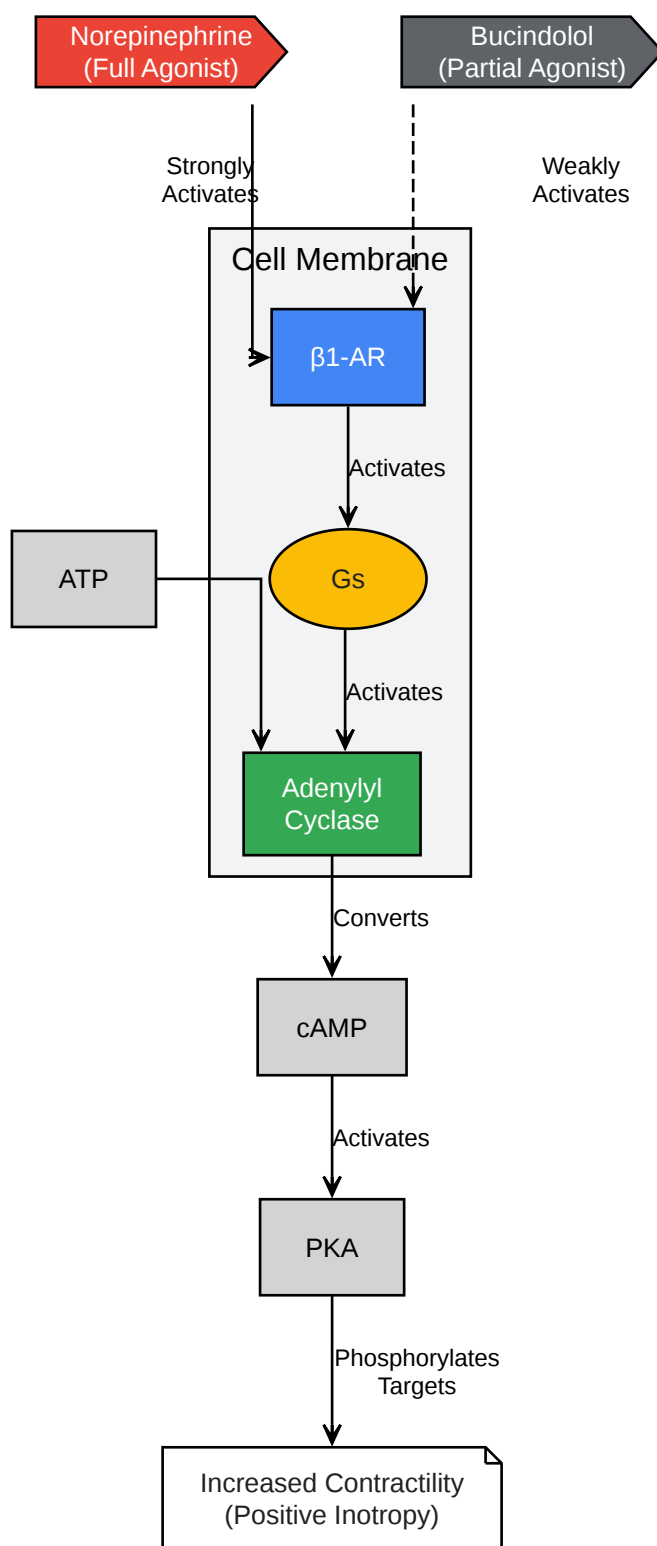 Norepinephrine
(Full Agonist)
Bucindolol
(Partial Agonist)
Strongly
Activates
Weakly
Activates
Cell Membrane
β1-AR
Activates
ATP
Gs
Activates
Adenylyl
Cyclase
Converts
cAMP
Activates
PKA
Phosphorylates
Targets
Increased Contractility
(Positive Inotropy)